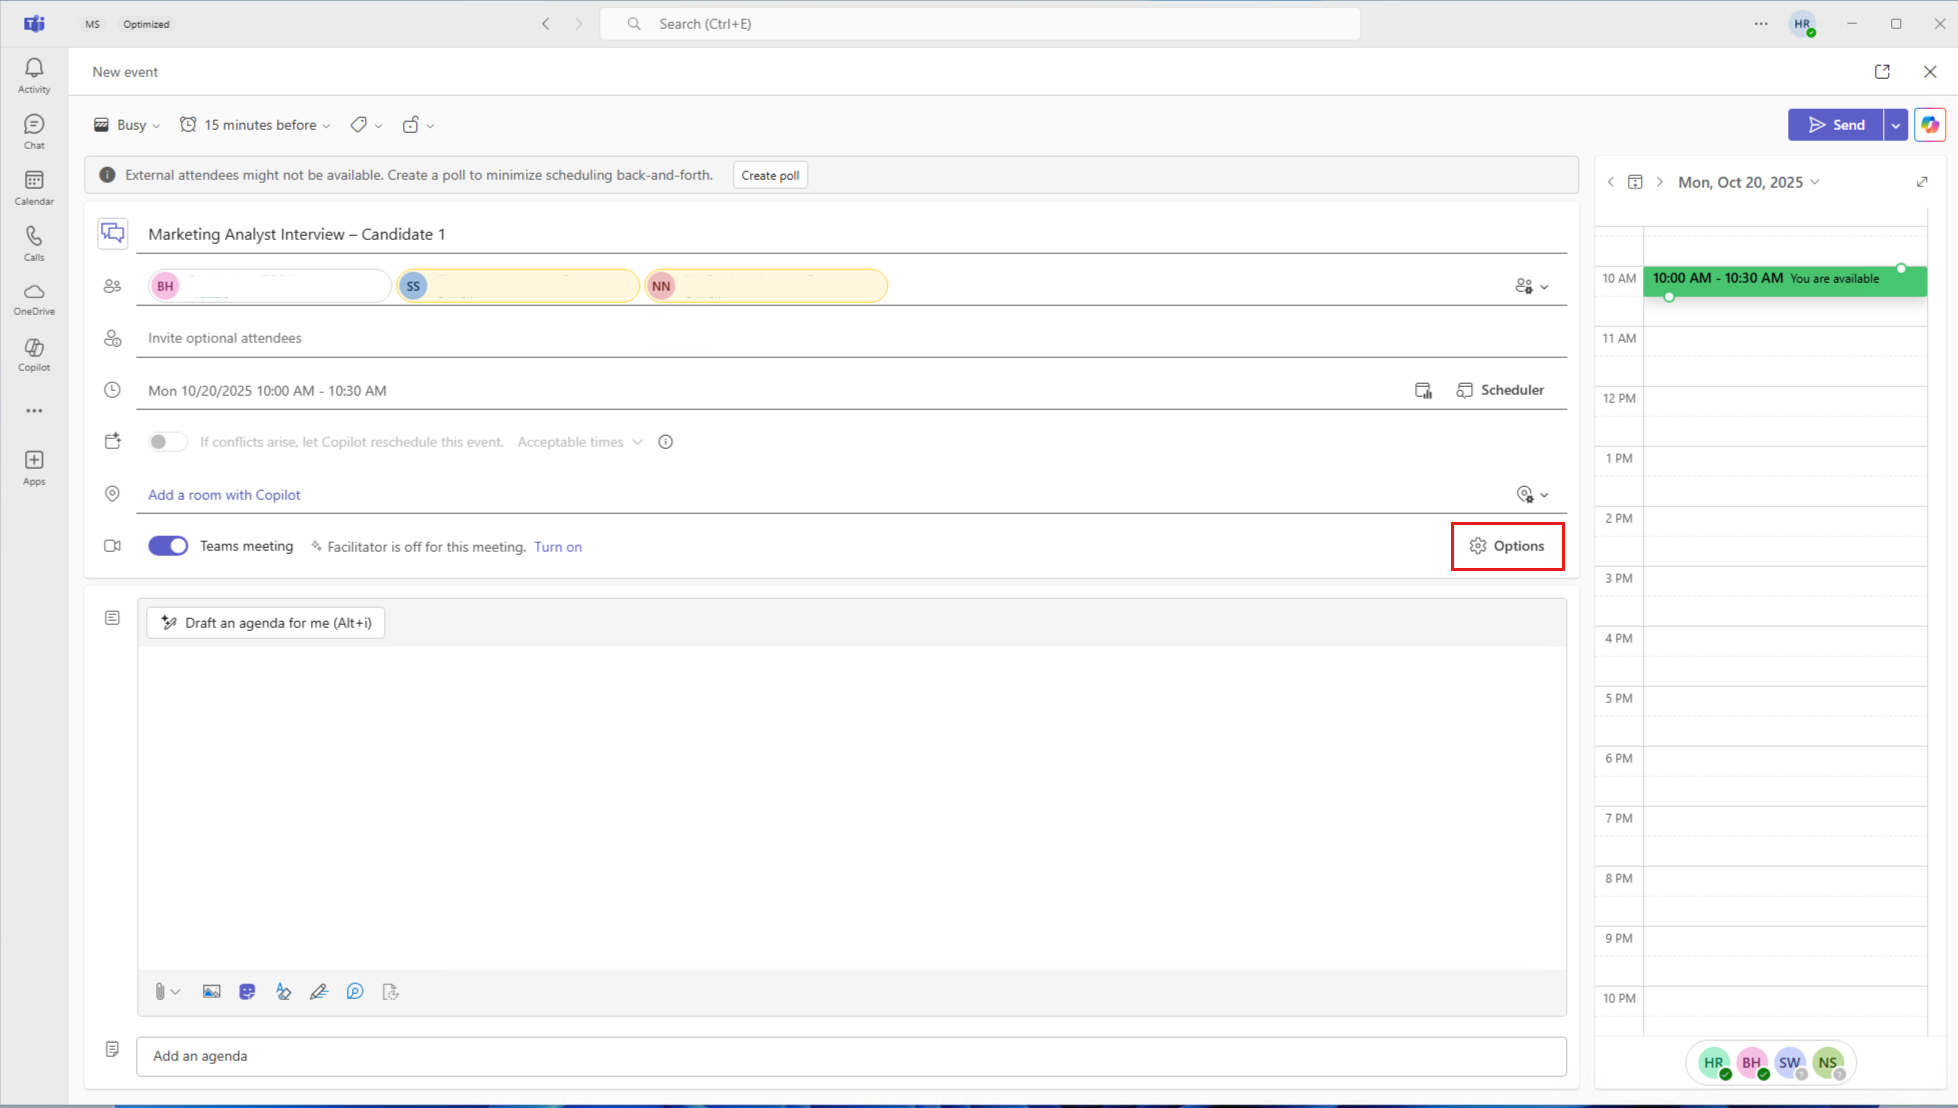 MS Optimized Search (Ctrl+E) HR
Activity
Chat
Calendar
Calls
OneDrive
Copilot
Apps
New event
Busy 15 minutes before Send
External attendees might not be available. Create a poll to minimize scheduling back-and-forth. Create poll
Marketing Analyst Interview – Candidate 1
BH SS NN
Invite optional attendees
Mon 10/20/2025 10:00 AM - 10:30 AM Scheduler
If conflicts arise, let Copilot reschedule this event. Acceptable times
Add a room with Copilot
Teams meeting Facilitator is off for this meeting. Turn on Options
Draft an agenda for me (Alt+i)
Add an agenda
Mon, Oct 20, 2025
10 AM 10:00 AM - 10:30 AM You are available
11 AM
12 PM
1 PM
2 PM
3 PM
4 PM
5 PM
6 PM
7 PM
8 PM
9 PM
10 PM
HR BH SW NS